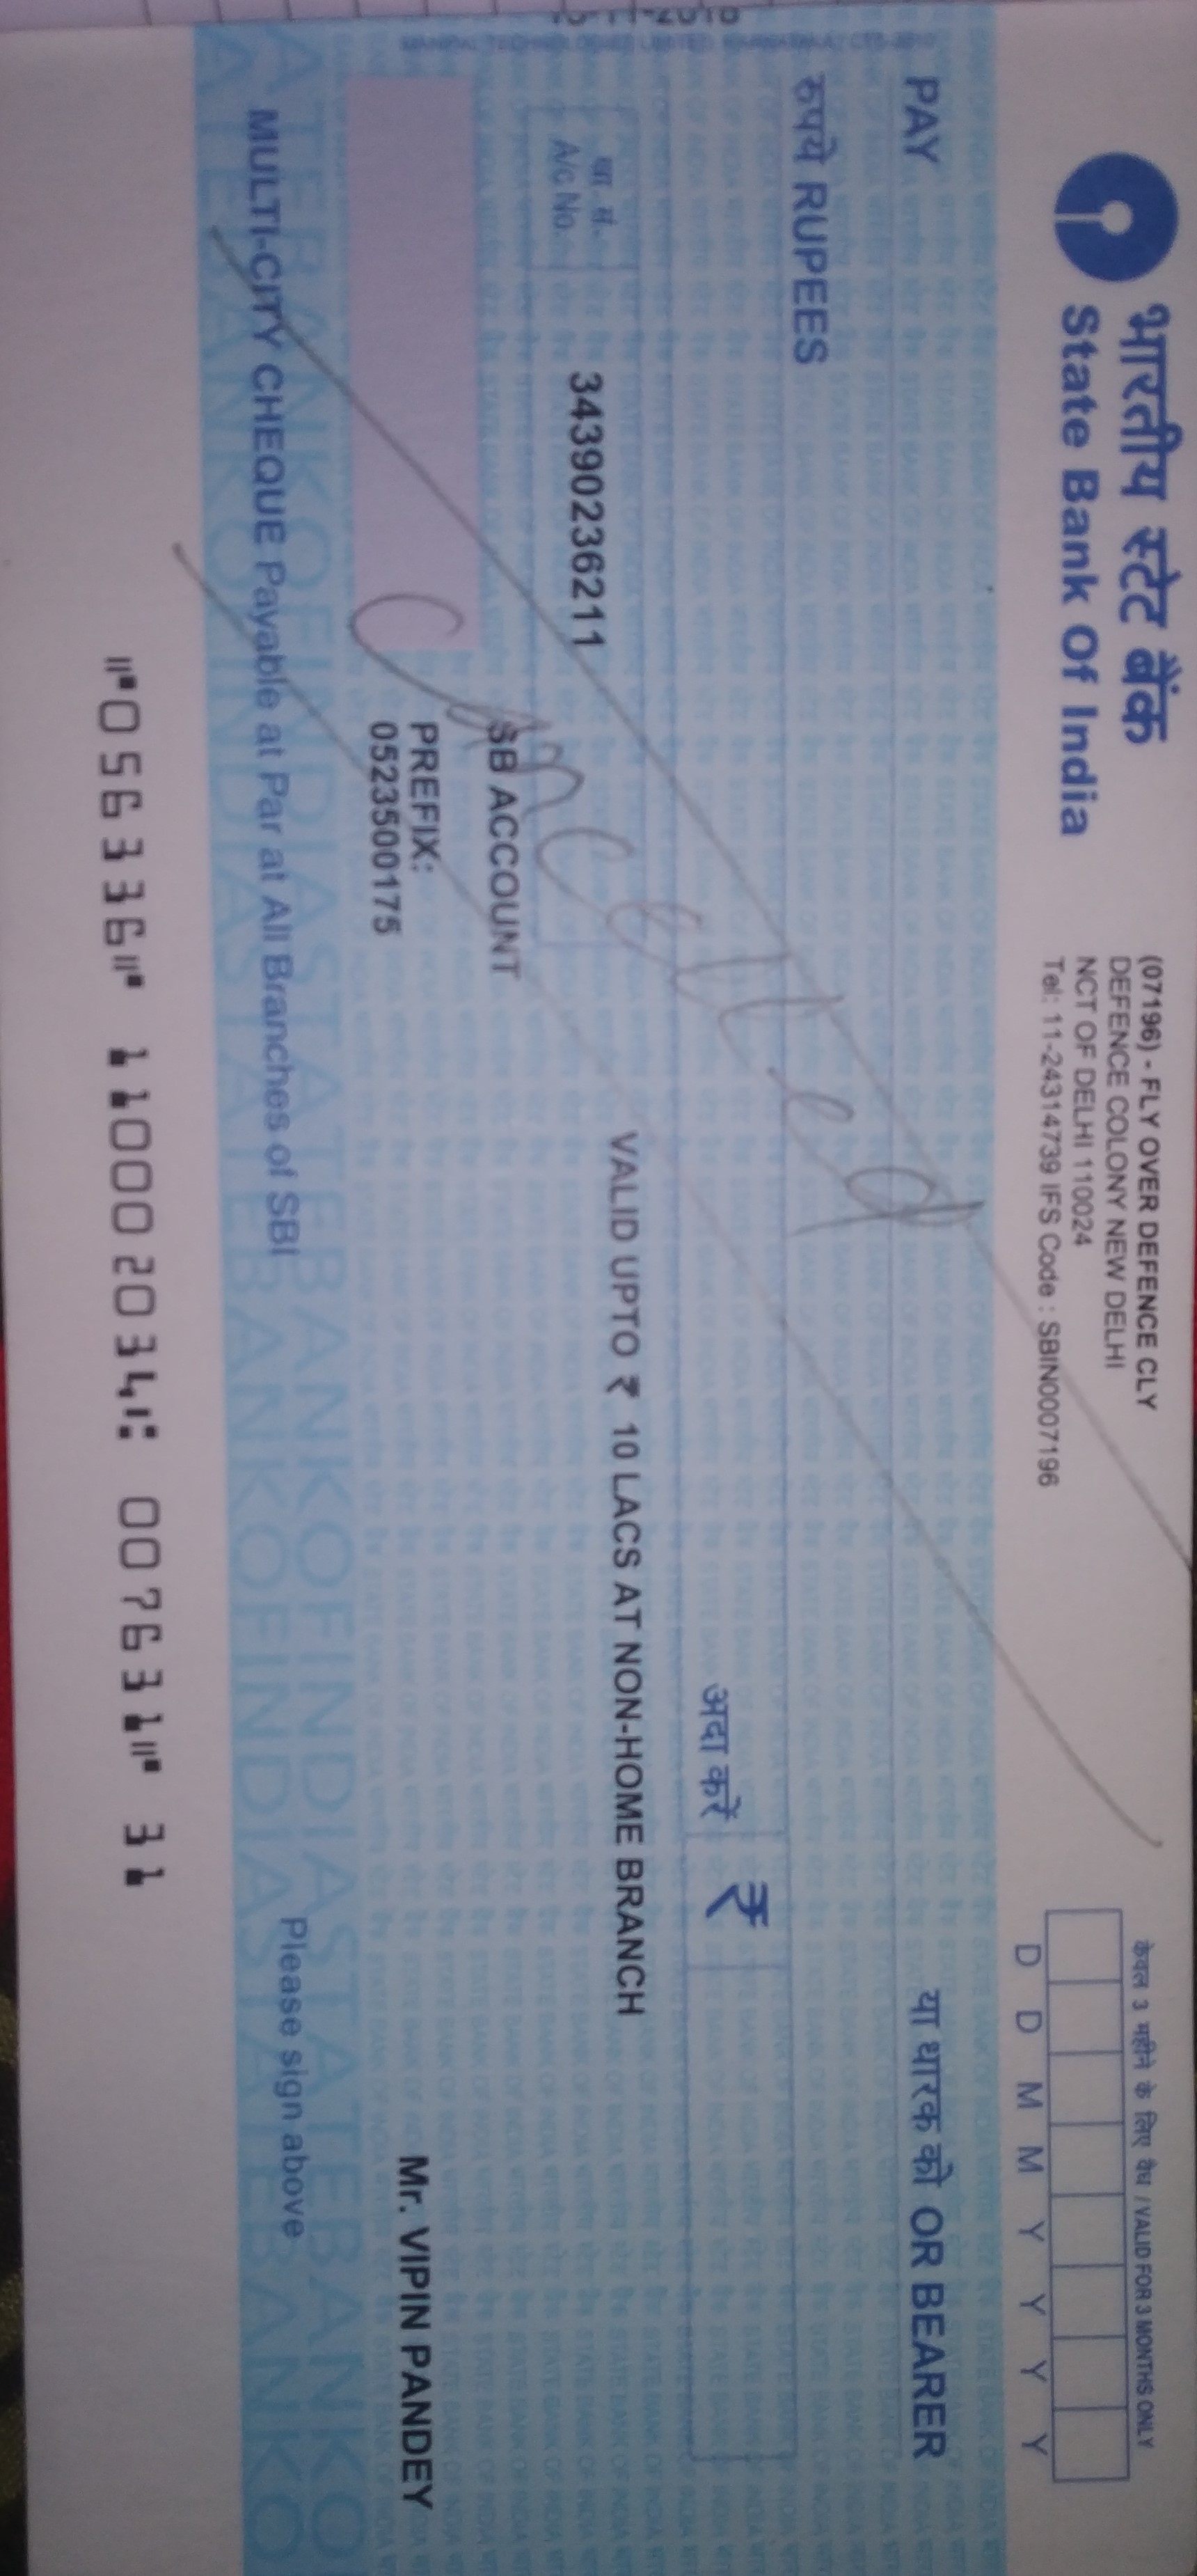 भारतीय स्टेट बैंक
State Bank Of India
(07196) - FLY OVER DEFENCE CLY
DEFENCE COLONY NEW DELHI
NCT OF DELHI 110024
Tel: 11-24314739 IFS Code : SBIN0007196
केवल 3 महीने के लिए वैध / VALID FOR 3 MONTHS ONLY
D D M M Y Y Y Y
PAY
या धारक को OR BEARER
रुपये RUPEES
अदा करें ₹
खा. सं.
A/c No.
34390236211
VALID UPTO ₹ 10 LACS AT NON-HOME BRANCH
SB ACCOUNT
PREFIX:
0523500175
Mr. VIPIN PANDEY
Cancelled
MULTI-CITY CHEQUE Payable at Par at All Branches of SBI
Please sign above
⑈056336⑈ 110002034⑆ 007631⑈ 31